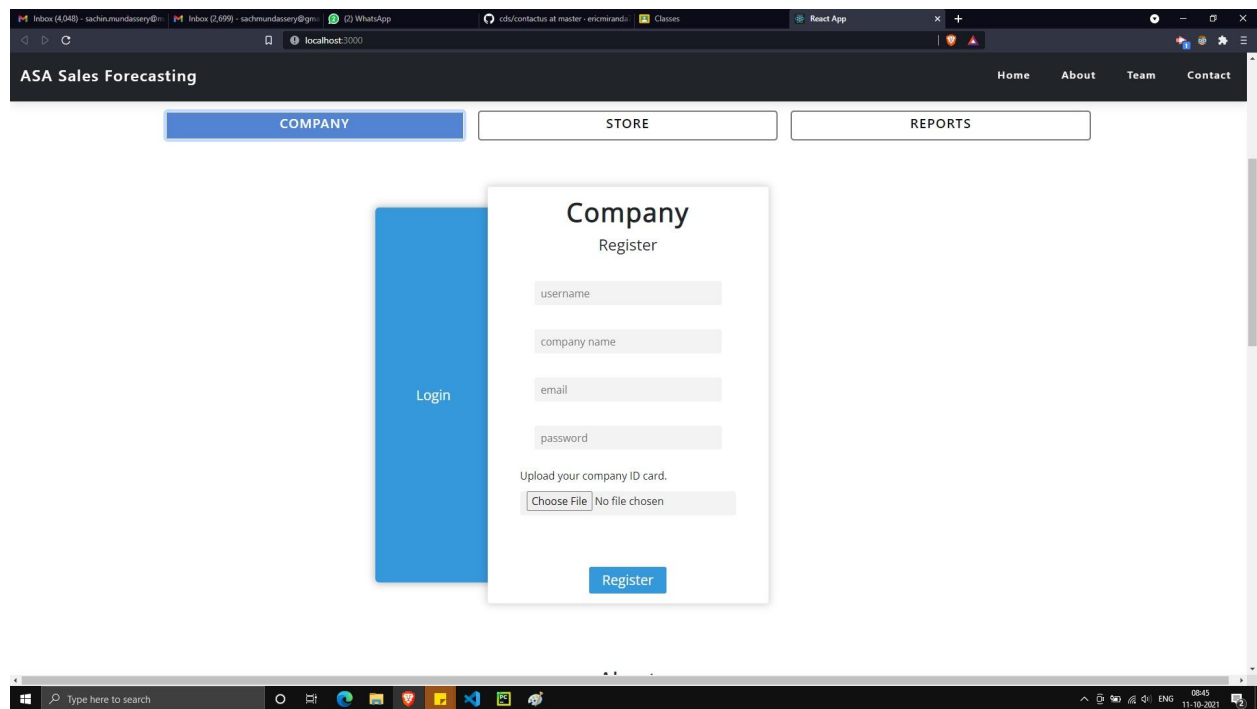 Inbox (4,048) - sachin.mundassery@m
Inbox (2,699) - sachmundassery@gma
(2) WhatsApp
cds/contactus at master · ericmiranda
Classes
React App
localhost:3000
ASA Sales Forecasting
Home
About
Team
Contact
COMPANY
STORE
REPORTS
Company
Register
username
company name
email
Login
password
Upload your company ID card.
Choose File No file chosen
Register
Type here to search
ENG
08:45
11-10-2021